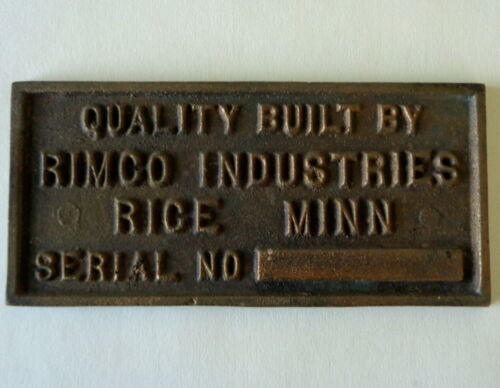 QUALITY BUILT BY
RIMCO INDUSTRIES
RICE MINN
SERIAL NO